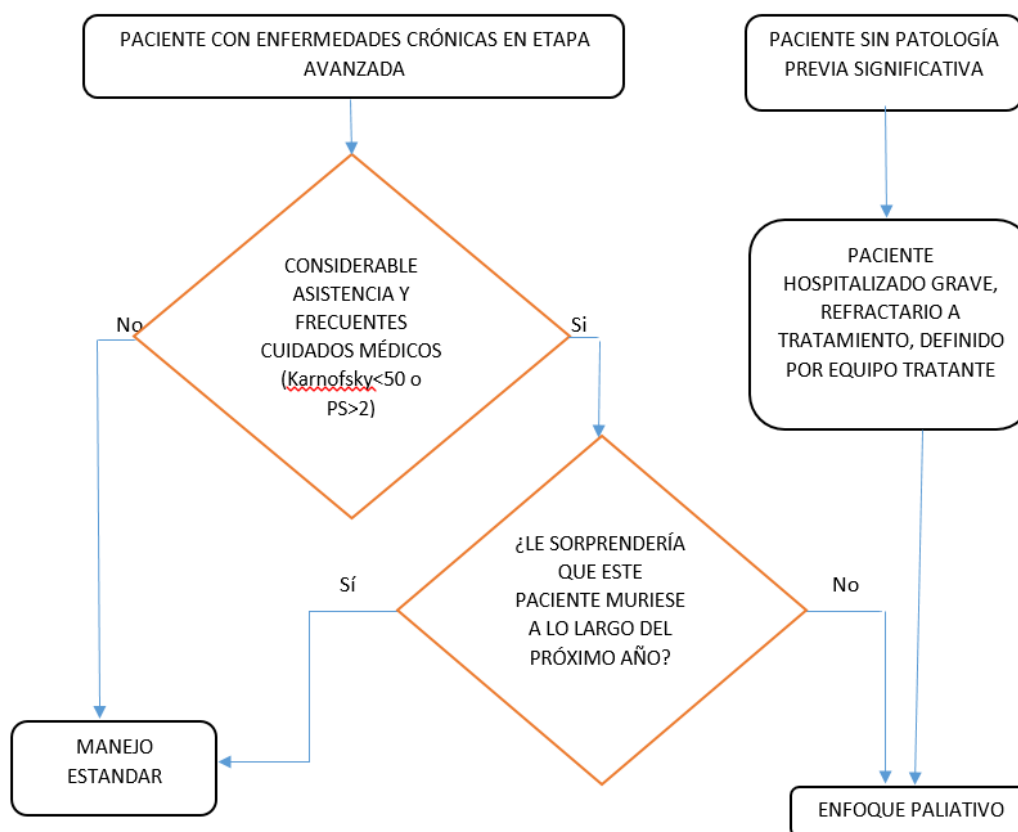 PACIENTE CON ENFERMEDADES CRÓNICAS EN ETAPA
AVANZADA
PACIENTE SIN PATOLOGÍA
PREVIA SIGNIFICATIVA
CONSIDERABLE
ASISTENCIA Y
FRECUENTES
CUIDADOS MÉDICOS
(Karnofsky<50 o
PS>2)
No
Si
PACIENTE
HOSPITALIZADO GRAVE,
REFRACTARIO A
TRATAMIENTO, DEFINIDO
POR EQUIPO TRATANTE
¿LE SORPRENDERÍA
QUE ESTE
PACIENTE MURIESE
A LO LARGO DEL
PRÓXIMO AÑO?
Sí
No
MANEJO
ESTANDAR
ENFOQUE PALIATIVO